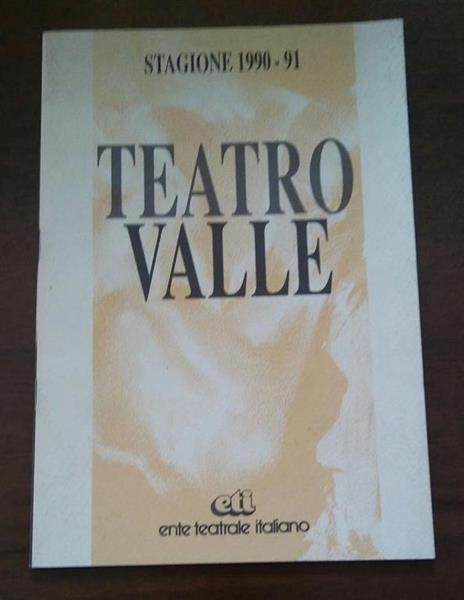 STAGIONE 1990-91
TEATRO
VALLE
eti
ente teatrale italiano